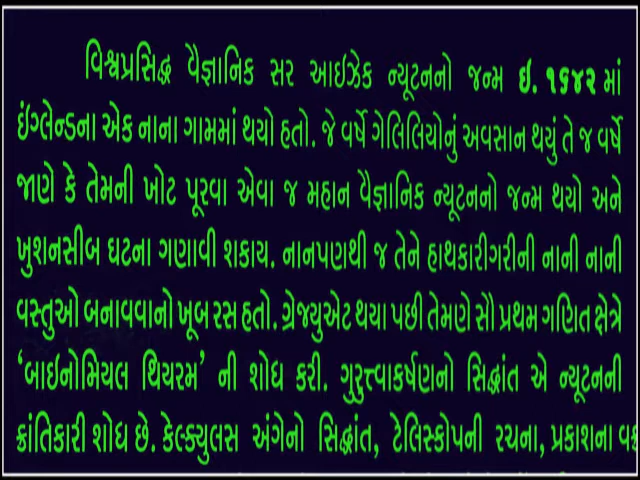 વિશ્વપ્રસિદ્ધ વૈજ્ઞાનિક સર આઇઝેક ન્યૂટનનો જન્મ ઇ. ૧૬૪૨ માં
ઇંગ્લેન્ડના એક નાના ગામમાં થયો હતો. જે વર્ષે ગેલિલિયોનું અવસાન થયું તે જ વર્ષે
જાણે કે તેમની ખોટ પૂરવા એવા જ મહાન વૈજ્ઞાનિક ન્યૂટનનો જન્મ થયો અને
ખુશનસીબ ઘટના ગણાવી શકાય. નાનપણથી જ તેને હાથકારીગરીની નાની નાની
વસ્તુઓ બનાવવાનો ખૂબ રસ હતો. ગ્રેજ્યુએટ થયા પછી તેમણે સૌ પ્રથમ ગણિત ક્ષેત્રે
‘બાઇનોમિયલ થિયરમ’ ની શોધ કરી. ગુરુત્ત્વાકર્ષણનો સિદ્ધાંત એ ન્યૂટનની
ક્રાંતિકારી શોધ છે. કેલ્ક્યુલસ અંગેનો સિદ્ધાંત, ટેલિસ્કોપની રચના, પ્રકાશના